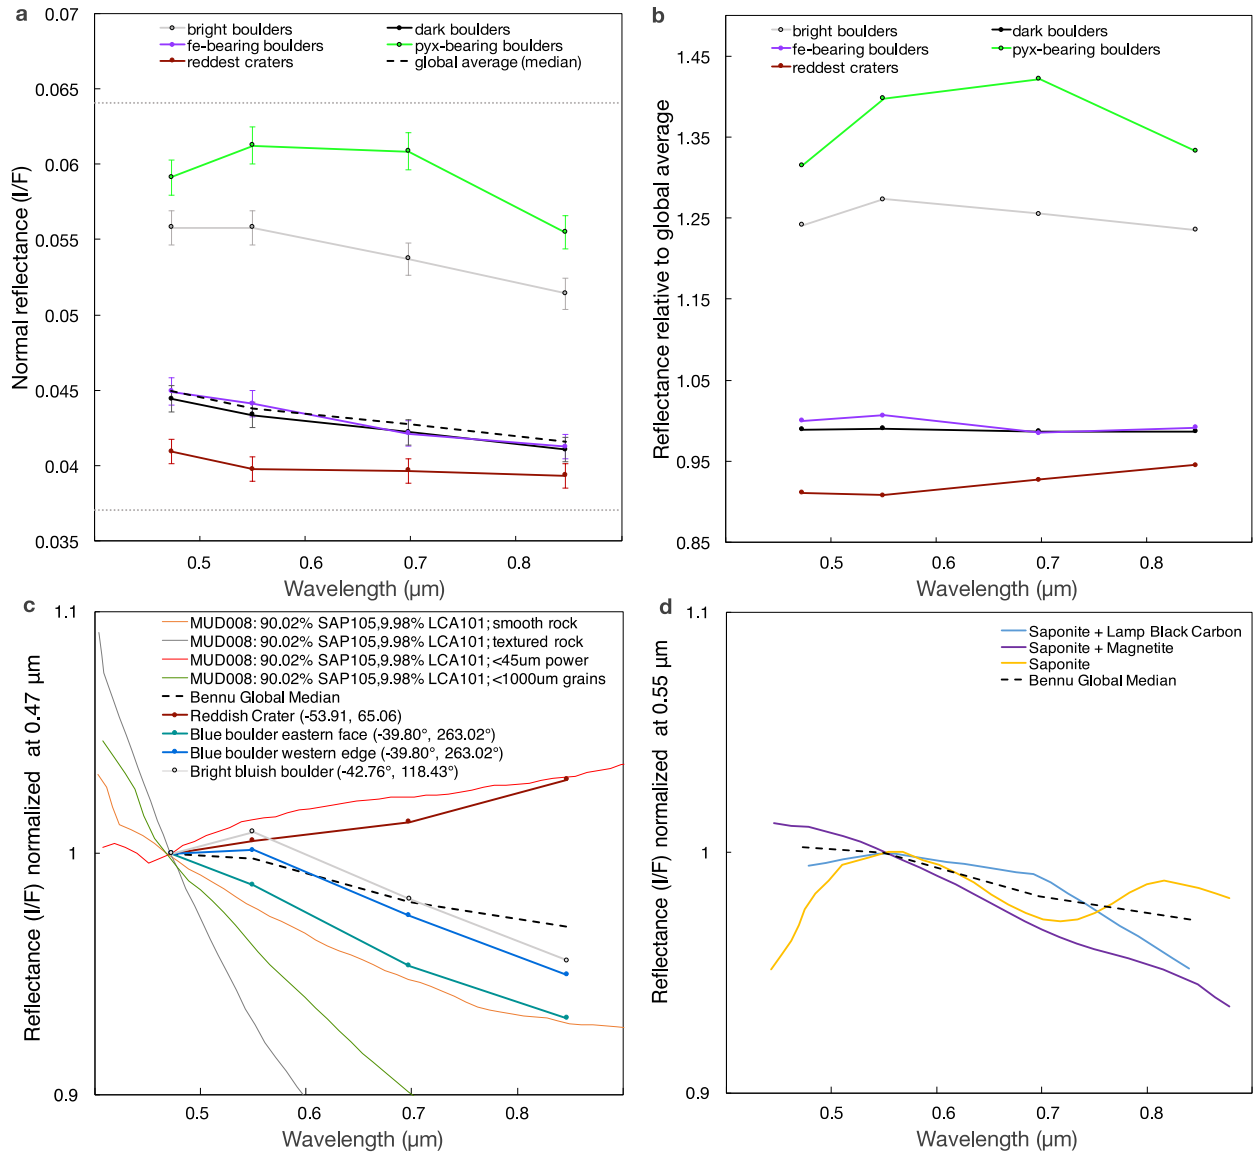 a
0.07
bright boulders
dark boulders
fe-bearing boulders
pyx-bearing boulders
reddest craters
global average (median)
0.065
0.06
0.055
0.05
0.045
0.04
0.035
Normal reflectance (I/F)
0.5
0.6
0.7
0.8
Wavelength (µm)
b
bright boulders
dark boulders
fe-bearing boulders
pyx-bearing boulders
reddest craters
1.45
1.35
1.25
1.15
1.05
0.95
0.85
Reflectance relative to global average
0.5
0.6
0.7
0.8
Wavelength (µm)
c
1.1
MUD008: 90.02% SAP105,9.98% LCA101; smooth rock
MUD008: 90.02% SAP105,9.98% LCA101; textured rock
MUD008: 90.02% SAP105,9.98% LCA101; <45um power
MUD008: 90.02% SAP105,9.98% LCA101; <1000um grains
Bennu Global Median
Reddish Crater (-53.91, 65.06)
Blue boulder eastern face (-39.80°, 263.02°)
Blue boulder western edge (-39.80°, 263.02°)
Bright bluish boulder (-42.76°, 118.43°)
1
0.9
Reflectance (I/F) normalized at 0.47 µm
0.5
0.6
0.7
0.8
Wavelength (µm)
d
1.1
Saponite + Lamp Black Carbon
Saponite + Magnetite
Saponite
Bennu Global Median
1
0.9
Reflectance (I/F) normalized at 0.55 µm
0.5
0.6
0.7
0.8
Wavelength (µm)